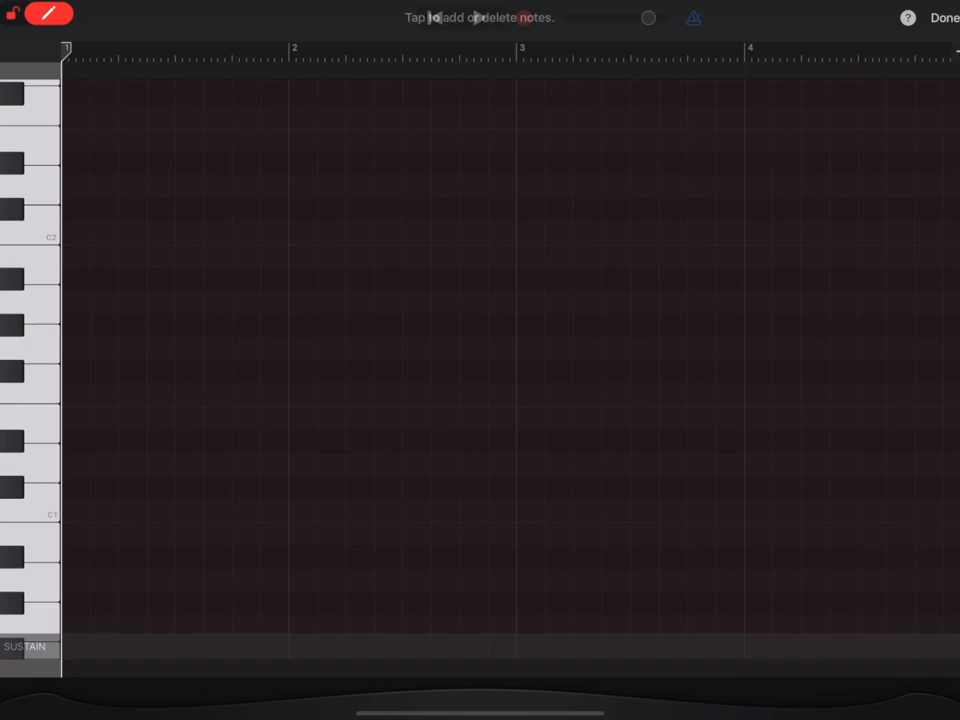 Tap to add or delete notes.
?
Done
1 2 3 4
C2
C1
SUSTAIN